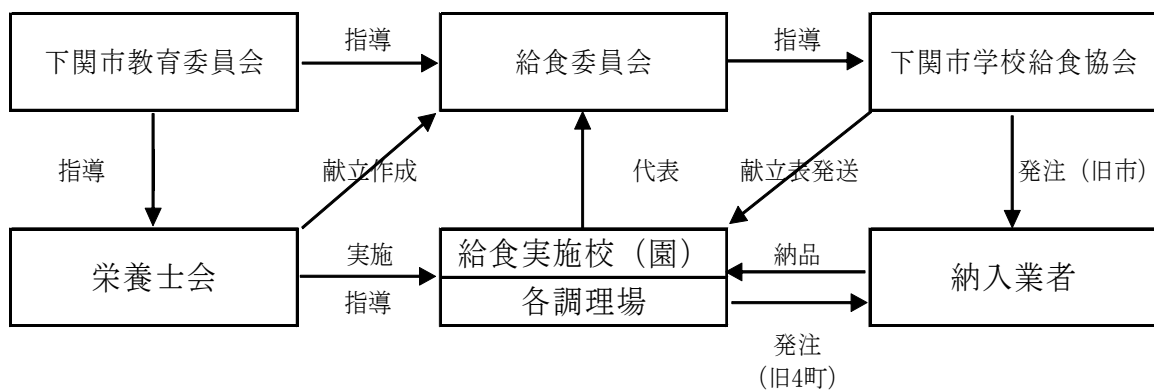 指導
指導
下関市教育委員会
給食委員会
下関市学校給食協会
指導
献立作成
代表
献立表発送
発注（旧市）
栄養士会
実施
指導
給食実施校（園）
各調理場
納品
納入業者
発注
（旧4町）